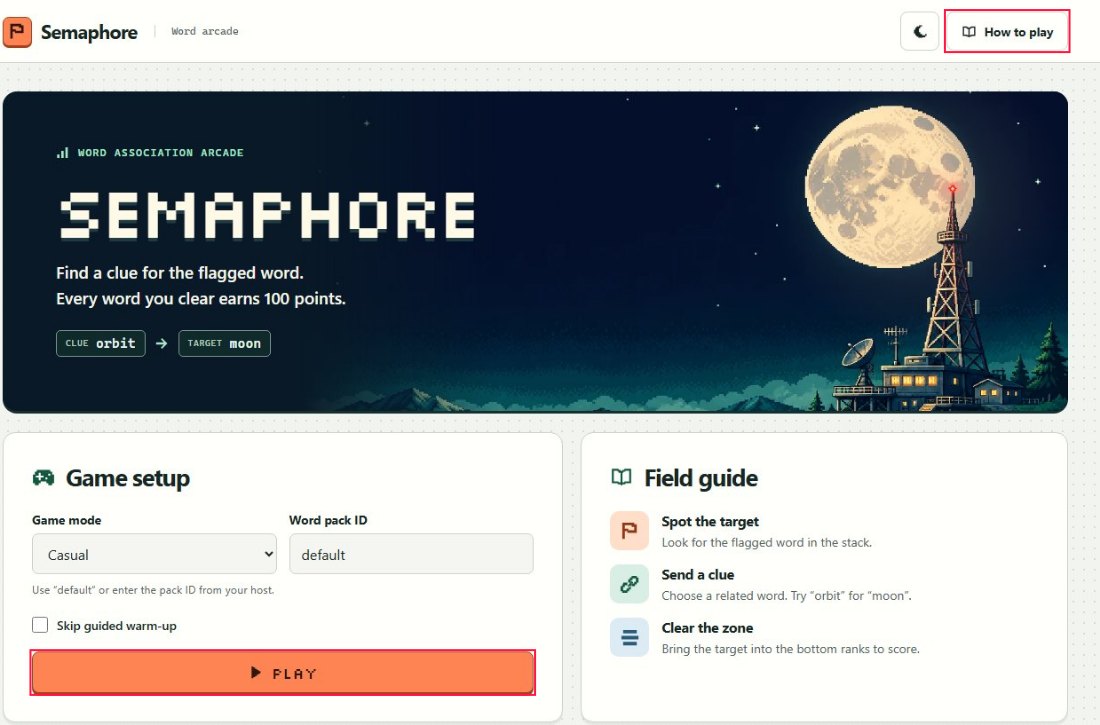 Semaphore
Word arcade
How to play
WORD ASSOCIATION ARCADE
SEMAPHORE
Find a clue for the flagged word.
Every word you clear earns 100 points.
CLUE orbit → TARGET moon
Game setup
Game mode
Word pack ID
Casual
default
Use "default" or enter the pack ID from your host.
Skip guided warm-up
PLAY
Field guide
Spot the target
Look for the flagged word in the stack.
Send a clue
Choose a related word. Try "orbit" for "moon".
Clear the zone
Bring the target into the bottom ranks to score.